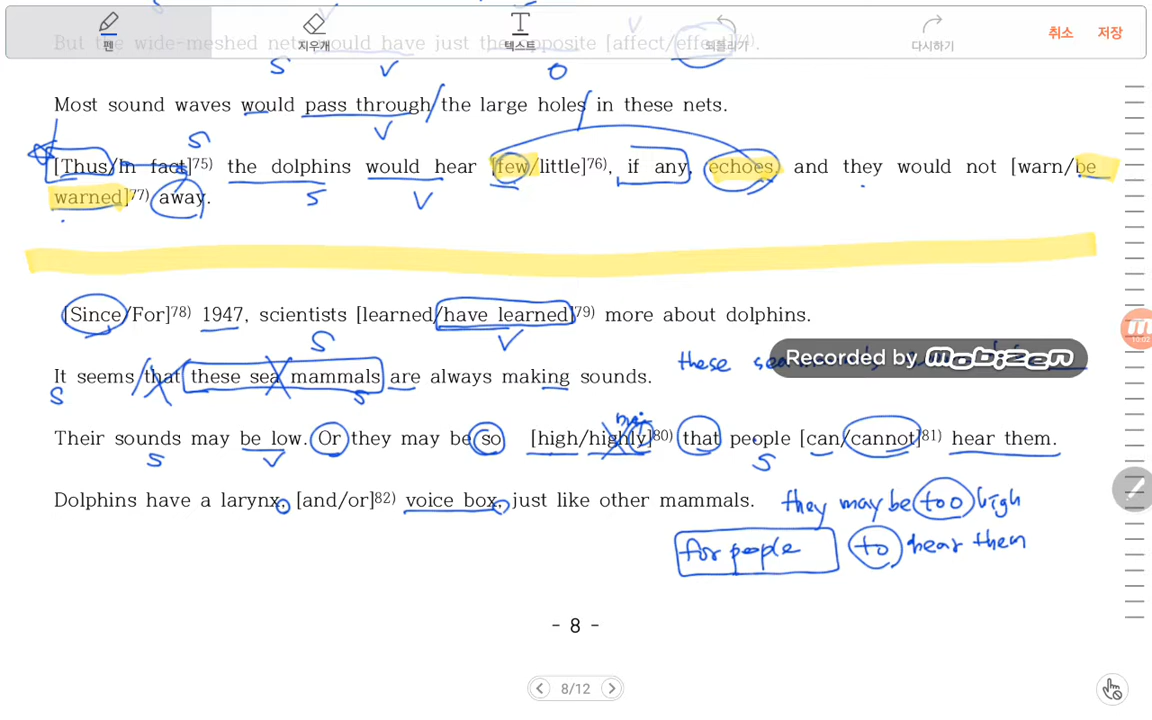 펜
지우개
텍스트
되돌리기
다시하기
취소
저장
But the wide-meshed nets would have just the opposite [affect/effect]74).
S V O
Most sound waves would pass through/the large holes/in these nets.
S V
[Thus/In fact]75) the dolphins would hear [few/little]76), if any, echoes, and they would not [warn/be
S V
warned]77) away.
[Since/For]78) 1947, scientists [learned/have learned]79) more about dolphins.
S V
It seems that these sea mammals are always making sounds.
S S
these
Recorded by Mobizen
Their sounds may be low. Or they may be so [high/highly]80) that people [can/cannot]81) hear them.
S V S
Dolphins have a larynx, [and/or]82) voice box, just like other mammals.
they may be too high
for people to hear them
- 8 -
8/12